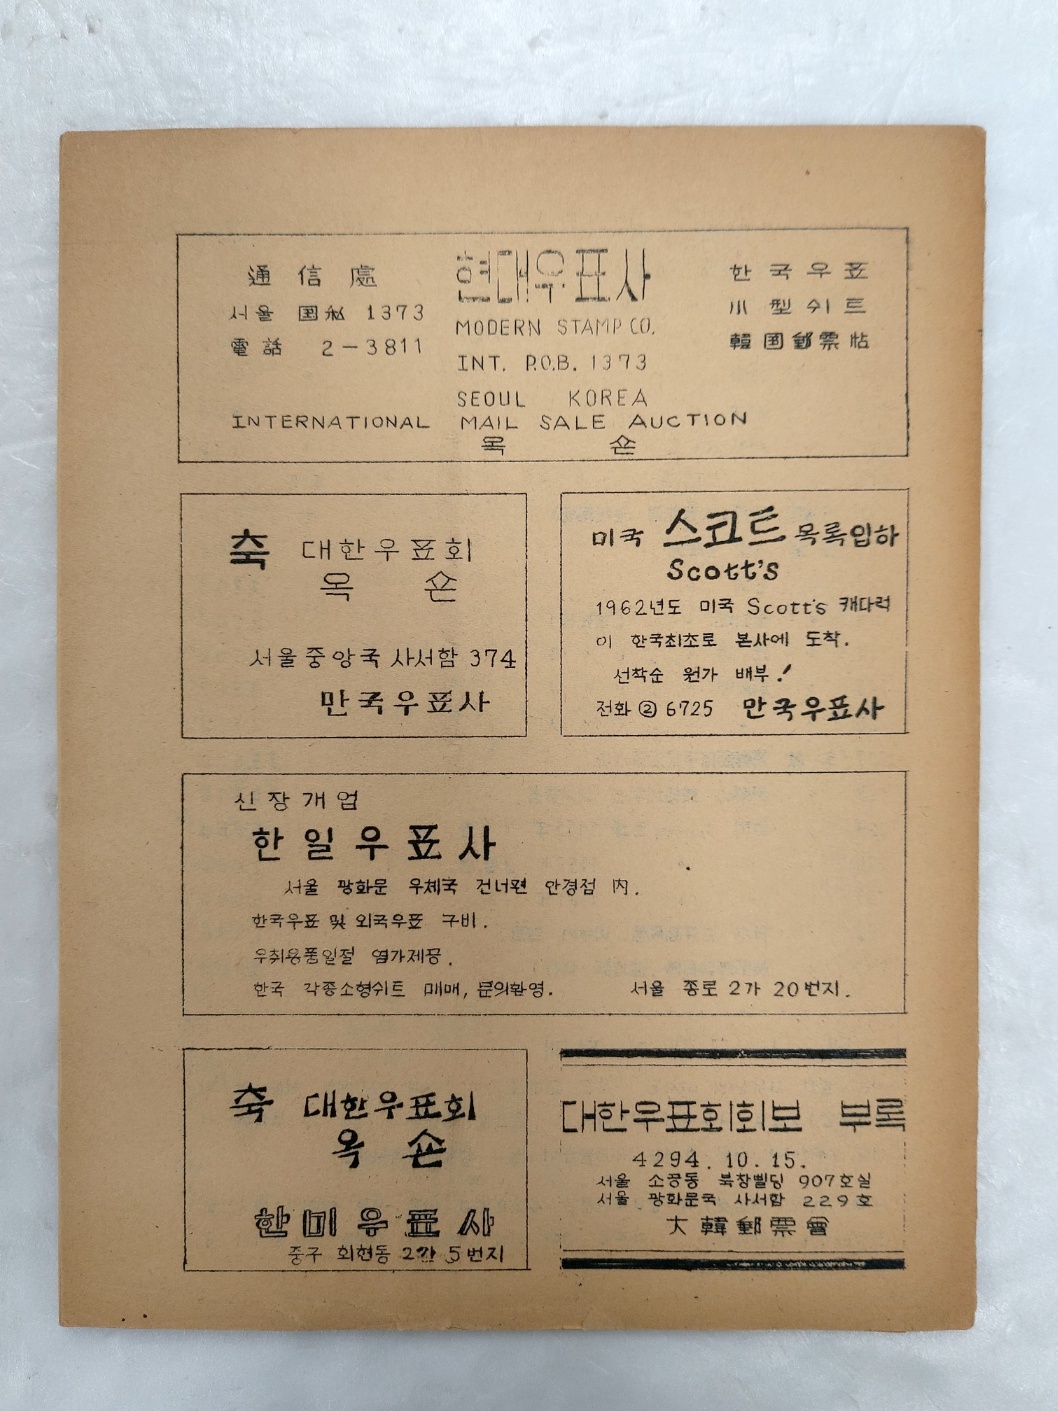 通信處
서울 国私 1373
電話 2-3811
현대우표사
MODERN STAMP CO,
INT. P.O.B. 1373
SEOUL KOREA
한국우표
小型쉬트
韓国郵票帖
INTERNATIONAL MAIL SALE AUCTION
옥 숀
축 대한우표회
옥 숀
서울중앙국 사서함 374
만국우표사
미국 스코트 목록입하
Scott's
1962년도 미국 Scott's 캐다럭
이 한국최초로 본사에 도착.
선착순 원가 배부!
전화 ② 6725 만국우표사
신장개업
한일우표사
서울 광화문 우체국 건너편 안경점 内.
한국우표 및 외국우표 구비.
우취용품일절 염가제공.
한국 각종소형쉬트 매매, 문의환영. 서울 종로 2가 20번지.
축 대한우표회
옥 숀
한미우표사
중구 회현동 2가 5번지
대한우표회회보 부록
4294. 10. 15.
서울 소공동 북창삘딩 907호실
서울 광화문국 사서함 229호
大韓郵票會